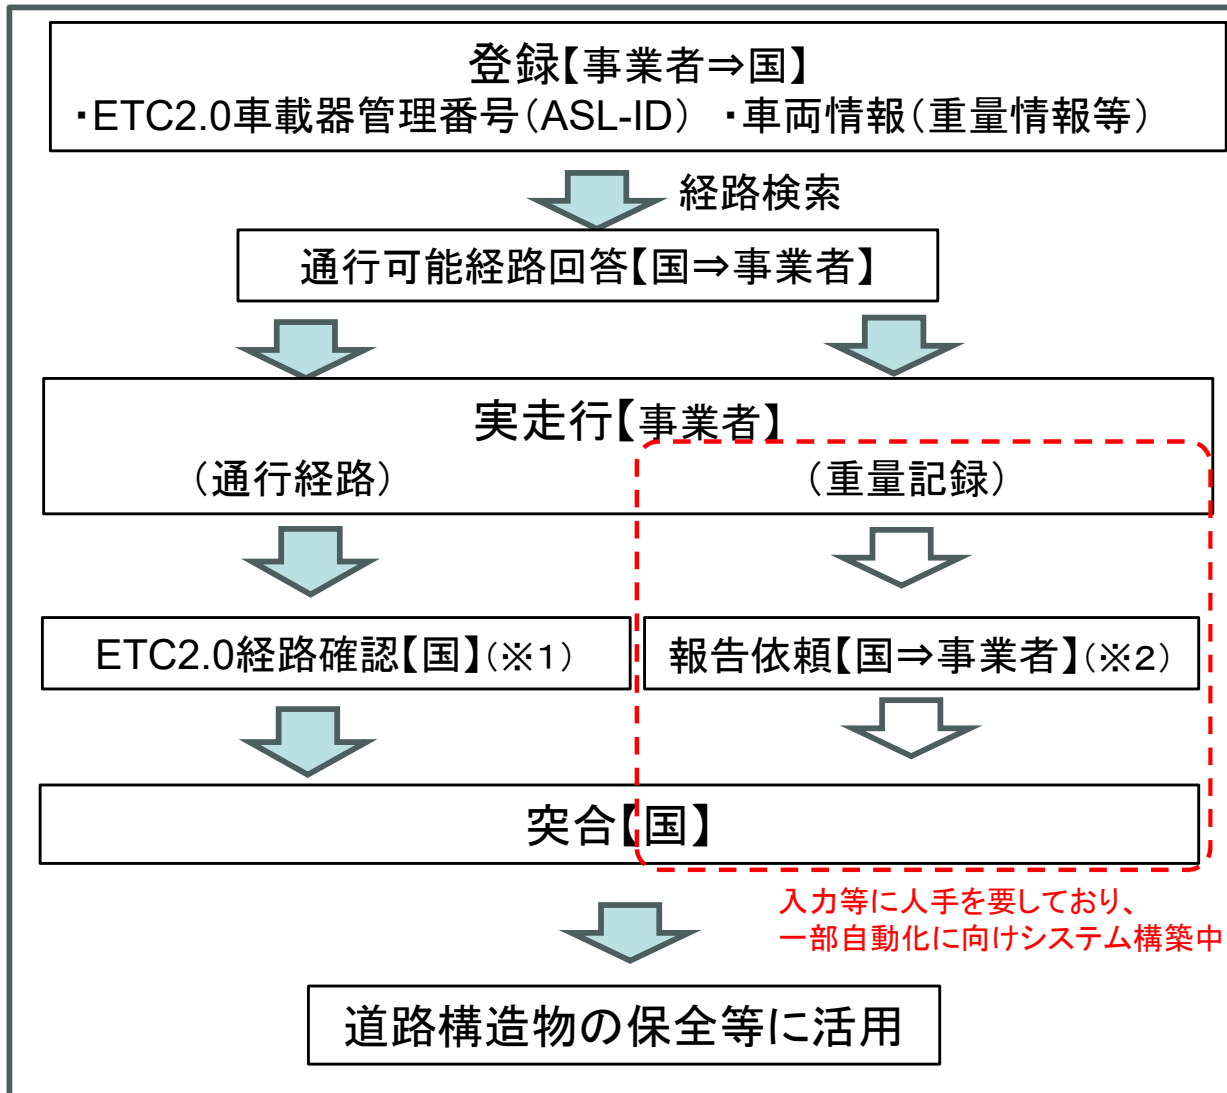 登録【事業者⇒国】
・ETC2.0車載器管理番号(ASL-ID) ・車両情報(重量情報等)
経路検索
通行可能経路回答【国⇒事業者】
実走行【事業者】
(通行経路) (重量記録)
ETC2.0経路確認【国】(※1) 報告依頼【国⇒事業者】(※2)
突合【国】
入力等に人手を要しており、
一部自動化に向けシステム構築中
道路構造物の保全等に活用